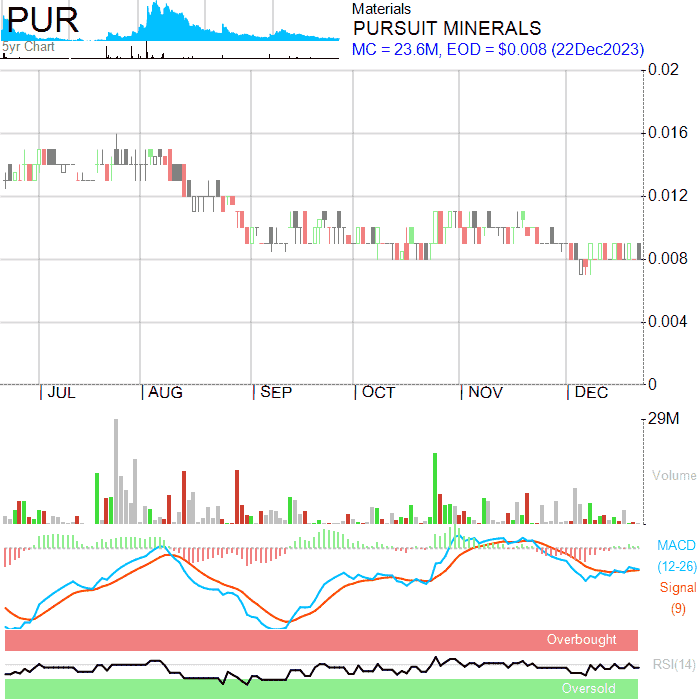 PUR
5yr Chart
Materials
PURSUIT MINERALS
MC = 23.6M, EOD = $0.008 (22Dec2023)
0.02
0.016
0.012
0.008
0.004
0
JUL AUG SEP OCT NOV DEC
29M
Volume
MACD
(12-26)
Signal
(9)
Overbought
RSI(14)
Oversold